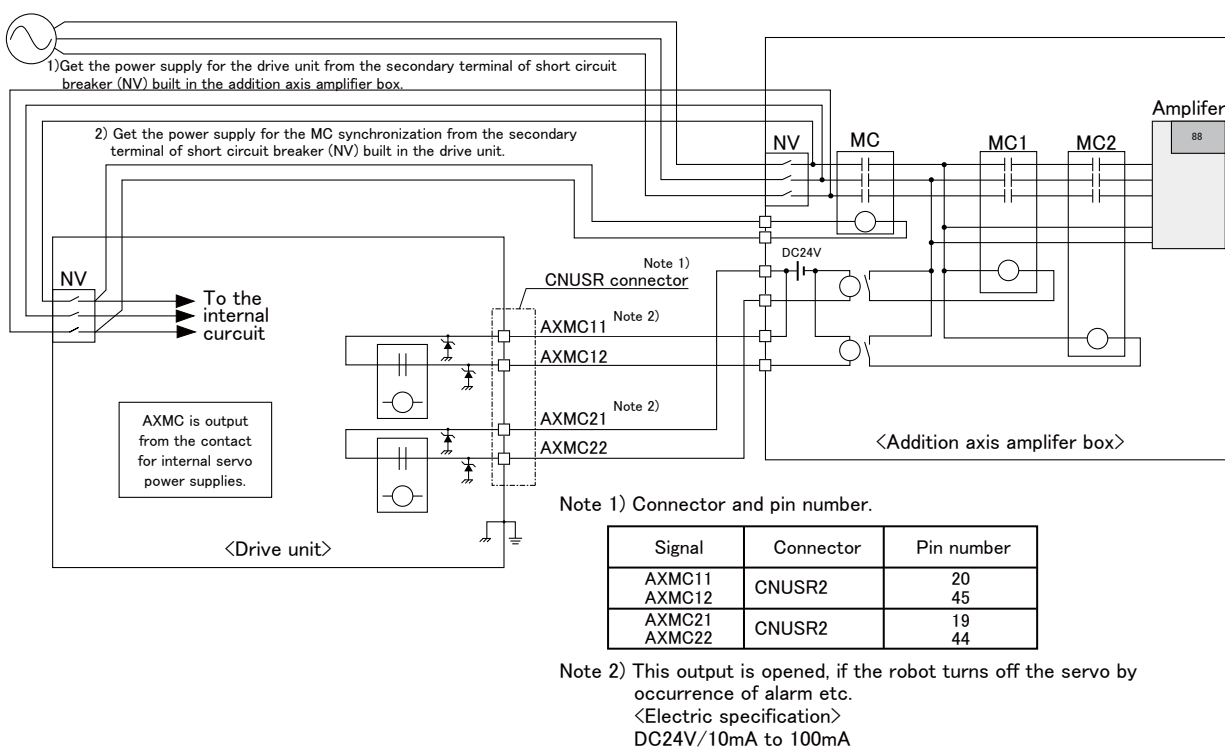 1)Get the power supply for the drive unit from the secondary terminal of short circuit
breaker (NV) built in the addition axis amplifier box.
2) Get the power supply for the MC synchronization from the secondary
terminal of short circuit breaker (NV) built in the drive unit.
Amplifer
88
NV
MC
MC1
MC2
DC24V
NV
To the
internal
curcuit
Note 1)
CNUSR connector
AXMC11 Note 2)
AXMC12
AXMC21 Note 2)
AXMC22
AXMC is output
from the contact
for internal servo
power supplies.
<Addition axis amplifer box>
<Drive unit>
Note 1) Connector and pin number.
Signal Connector Pin number
AXMC11 20
CNUSR2
AXMC12 45
AXMC21 19
CNUSR2
AXMC22 44
Note 2) This output is opened, if the robot turns off the servo by
occurrence of alarm etc.
<Electric specification>
DC24V/10mA to 100mA